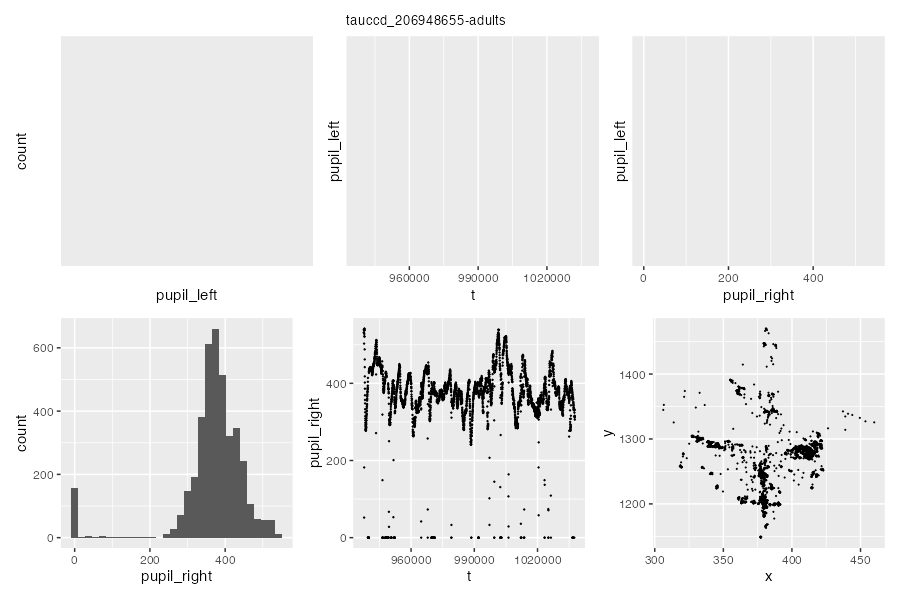 tauccd_206948655-adults
count
pupil_left
pupil_left
960000 990000 1020000
t
pupil_left
0 200 400
pupil_right
600
400
200
0
count
0 200 400
pupil_right
400
200
0
pupil_right
960000 990000 1020000
t
1400
1300
1200
y
300 350 400 450
x